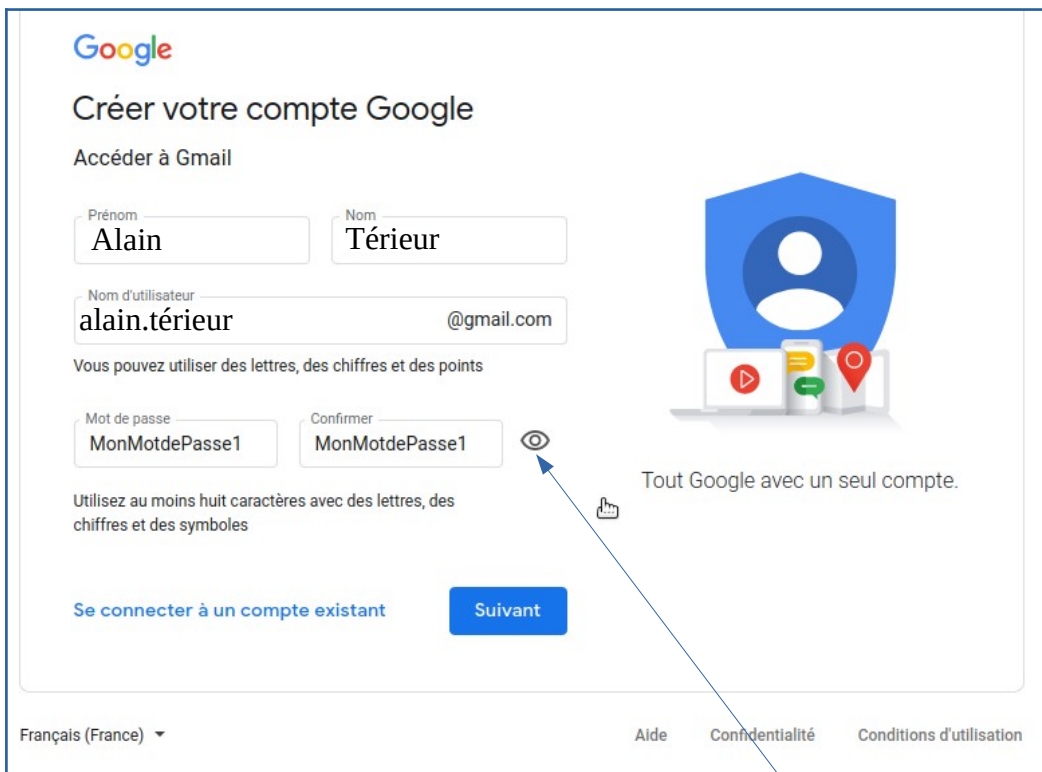 Google
Créer votre compte Google
Accéder à Gmail
Prénom
Nom
Alain
Térieur
Nom d'utilisateur
alain.térieur @gmail.com
Vous pouvez utiliser des lettres, des chiffres et des points
Mot de passe
Confirmer
MonMotdePasse1
MonMotdePasse1
Utilisez au moins huit caractères avec des lettres, des
chiffres et des symboles
Se connecter à un compte existant
Suivant
Tout Google avec un seul compte.
Français (France)
Aide
Confidentialité
Conditions d'utilisation